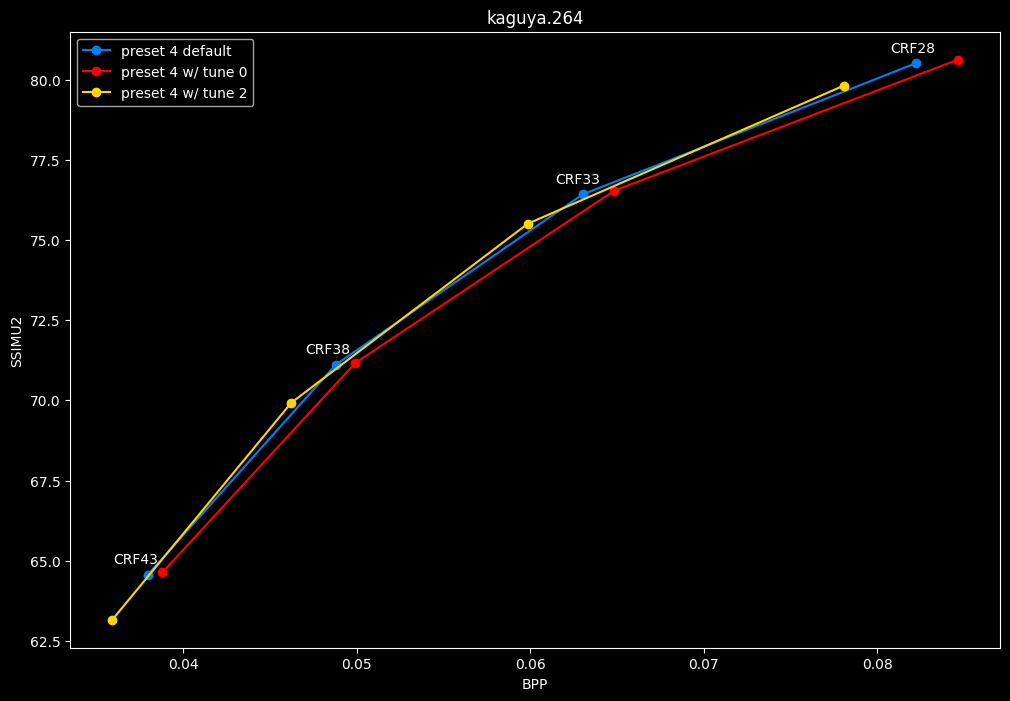 kaguya.264
preset 4 default
preset 4 w/ tune 0
preset 4 w/ tune 2
CRF28
CRF33
CRF38
CRF43
80.0
77.5
75.0
72.5
70.0
67.5
65.0
62.5
SSIMU2
0.04
0.05
0.06
0.07
0.08
BPP